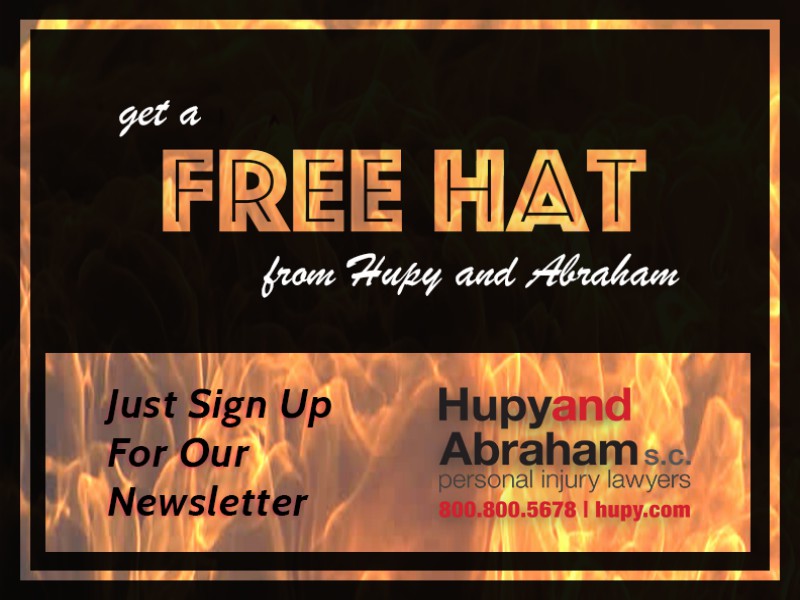 get a
FREE HAT
from Hupy and Abraham
Just Sign Up
For Our
Newsletter
Hupyand
Abraham s.c.
personal injury lawyers
800.800.5678 | hupy.com